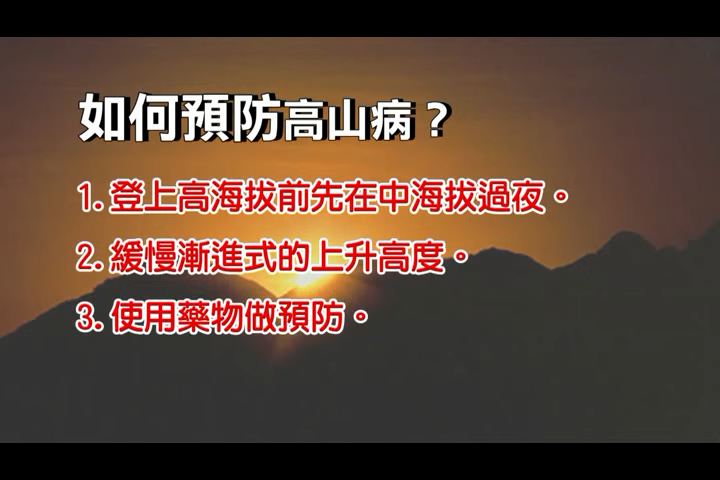 如何預防高山病？
1.登上高海拔前先在中海拔過夜。
2.緩慢漸進式的上升高度。
3.使用藥物做預防。